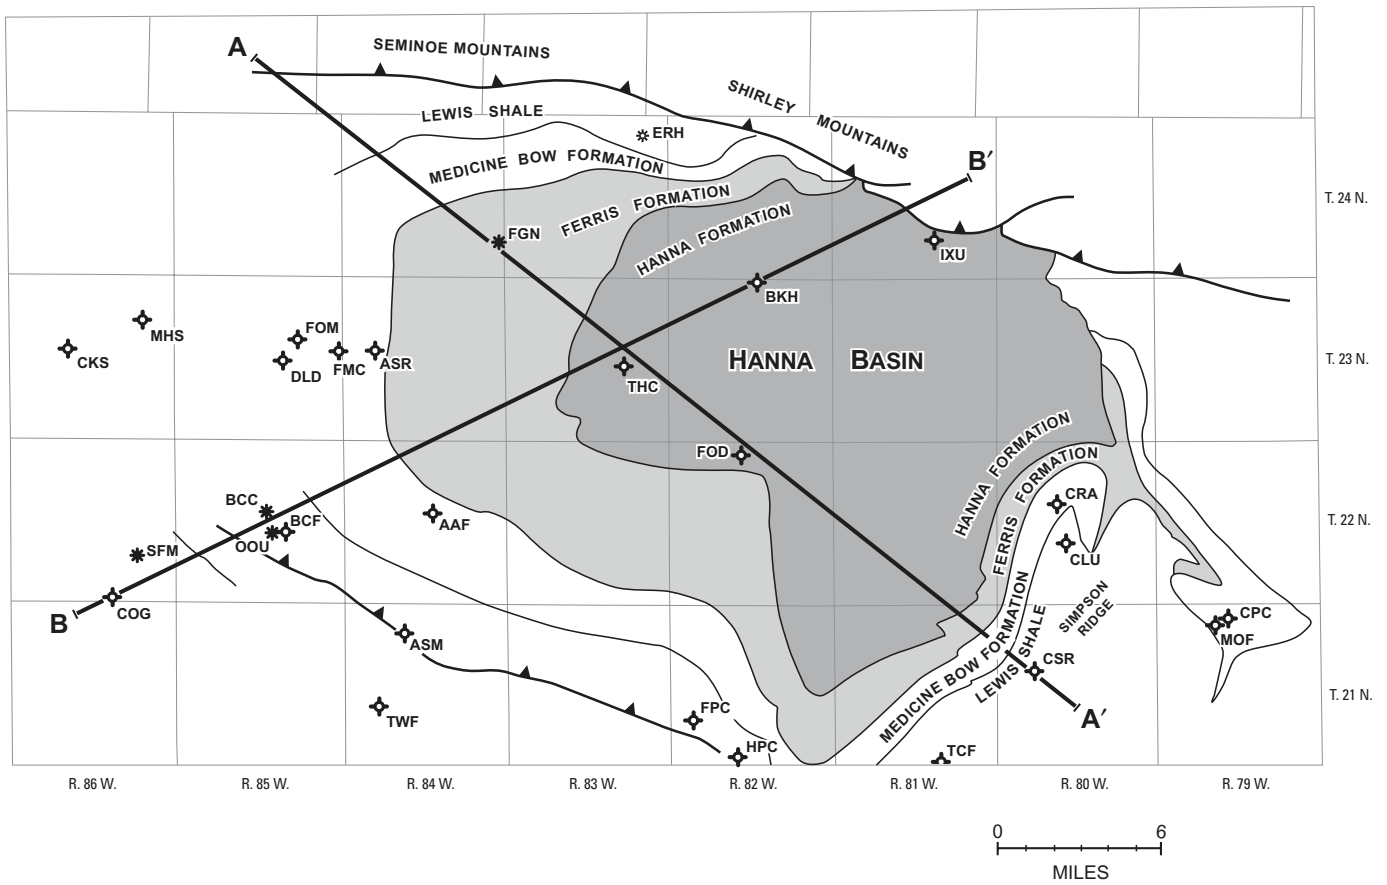 A
SEMINOE MOUNTAINS
SHIRLEY MOUNTAINS
LEWIS SHALE
ERH
MEDICINE BOW FORMATION
B′
T. 24 N.
FERRIS FORMATION
HANNA FORMATION
FGN
IXU
BKH
MHS
CKS
FOM
DLD
FMC
ASR
THC
HANNA BASIN
T. 23 N.
FOD
HANNA FORMATION
FERRIS FORMATION
BCC
BCF
OOU
SFM
AAF
CRA
CLU
T. 22 N.
B
COG
ASM
SIMPSON
RIDGE
CPC
MOF
MEDICINE BOW FORMATION
LEWIS SHALE
CSR
T. 21 N.
A′
TWF
FPC
HPC
TCF
R. 86 W.
R. 85 W.
R. 84 W.
R. 83 W.
R. 82 W.
R. 81 W.
R. 80 W.
R. 79 W.
0 6
MILES